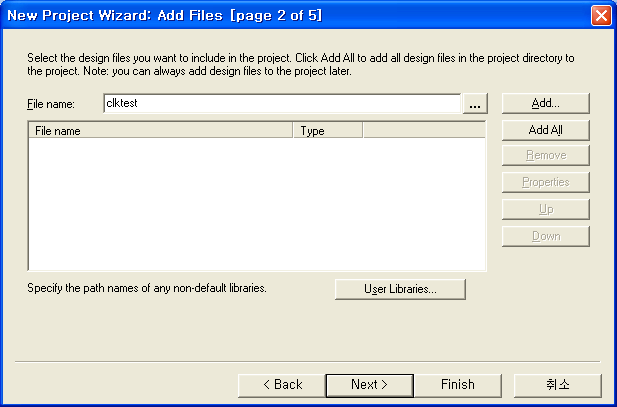 New Project Wizard: Add Files [page 2 of 5]
Select the design files you want to include in the project. Click Add All to add all design files in the project directory to
the project. Note: you can always add design files to the project later.
File name: clktest ... Add...
File name Type Add All
Remove
Properties
Up
Down
Specify the path names of any non-default libraries. User Libraries...
< Back Next > Finish 취소